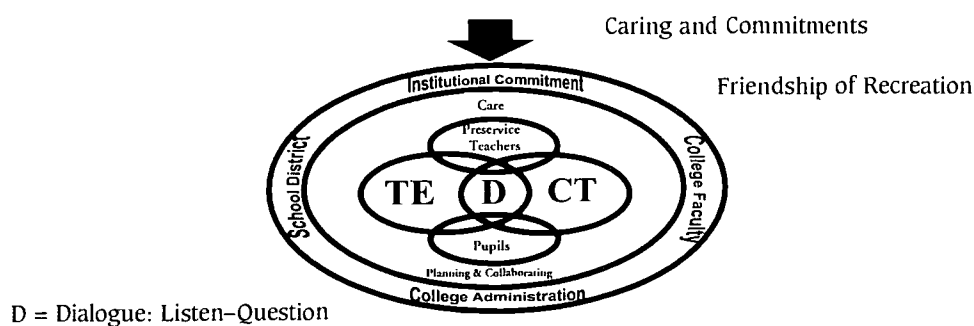 Caring and Commitments
Friendship of Recreation
Institutional Commitment
Care
Preservice
Teachers
School District
College Faculty
TE
D
CT
Pupils
Planning & Collaborating
College Administration
D = Dialogue: Listen–Question